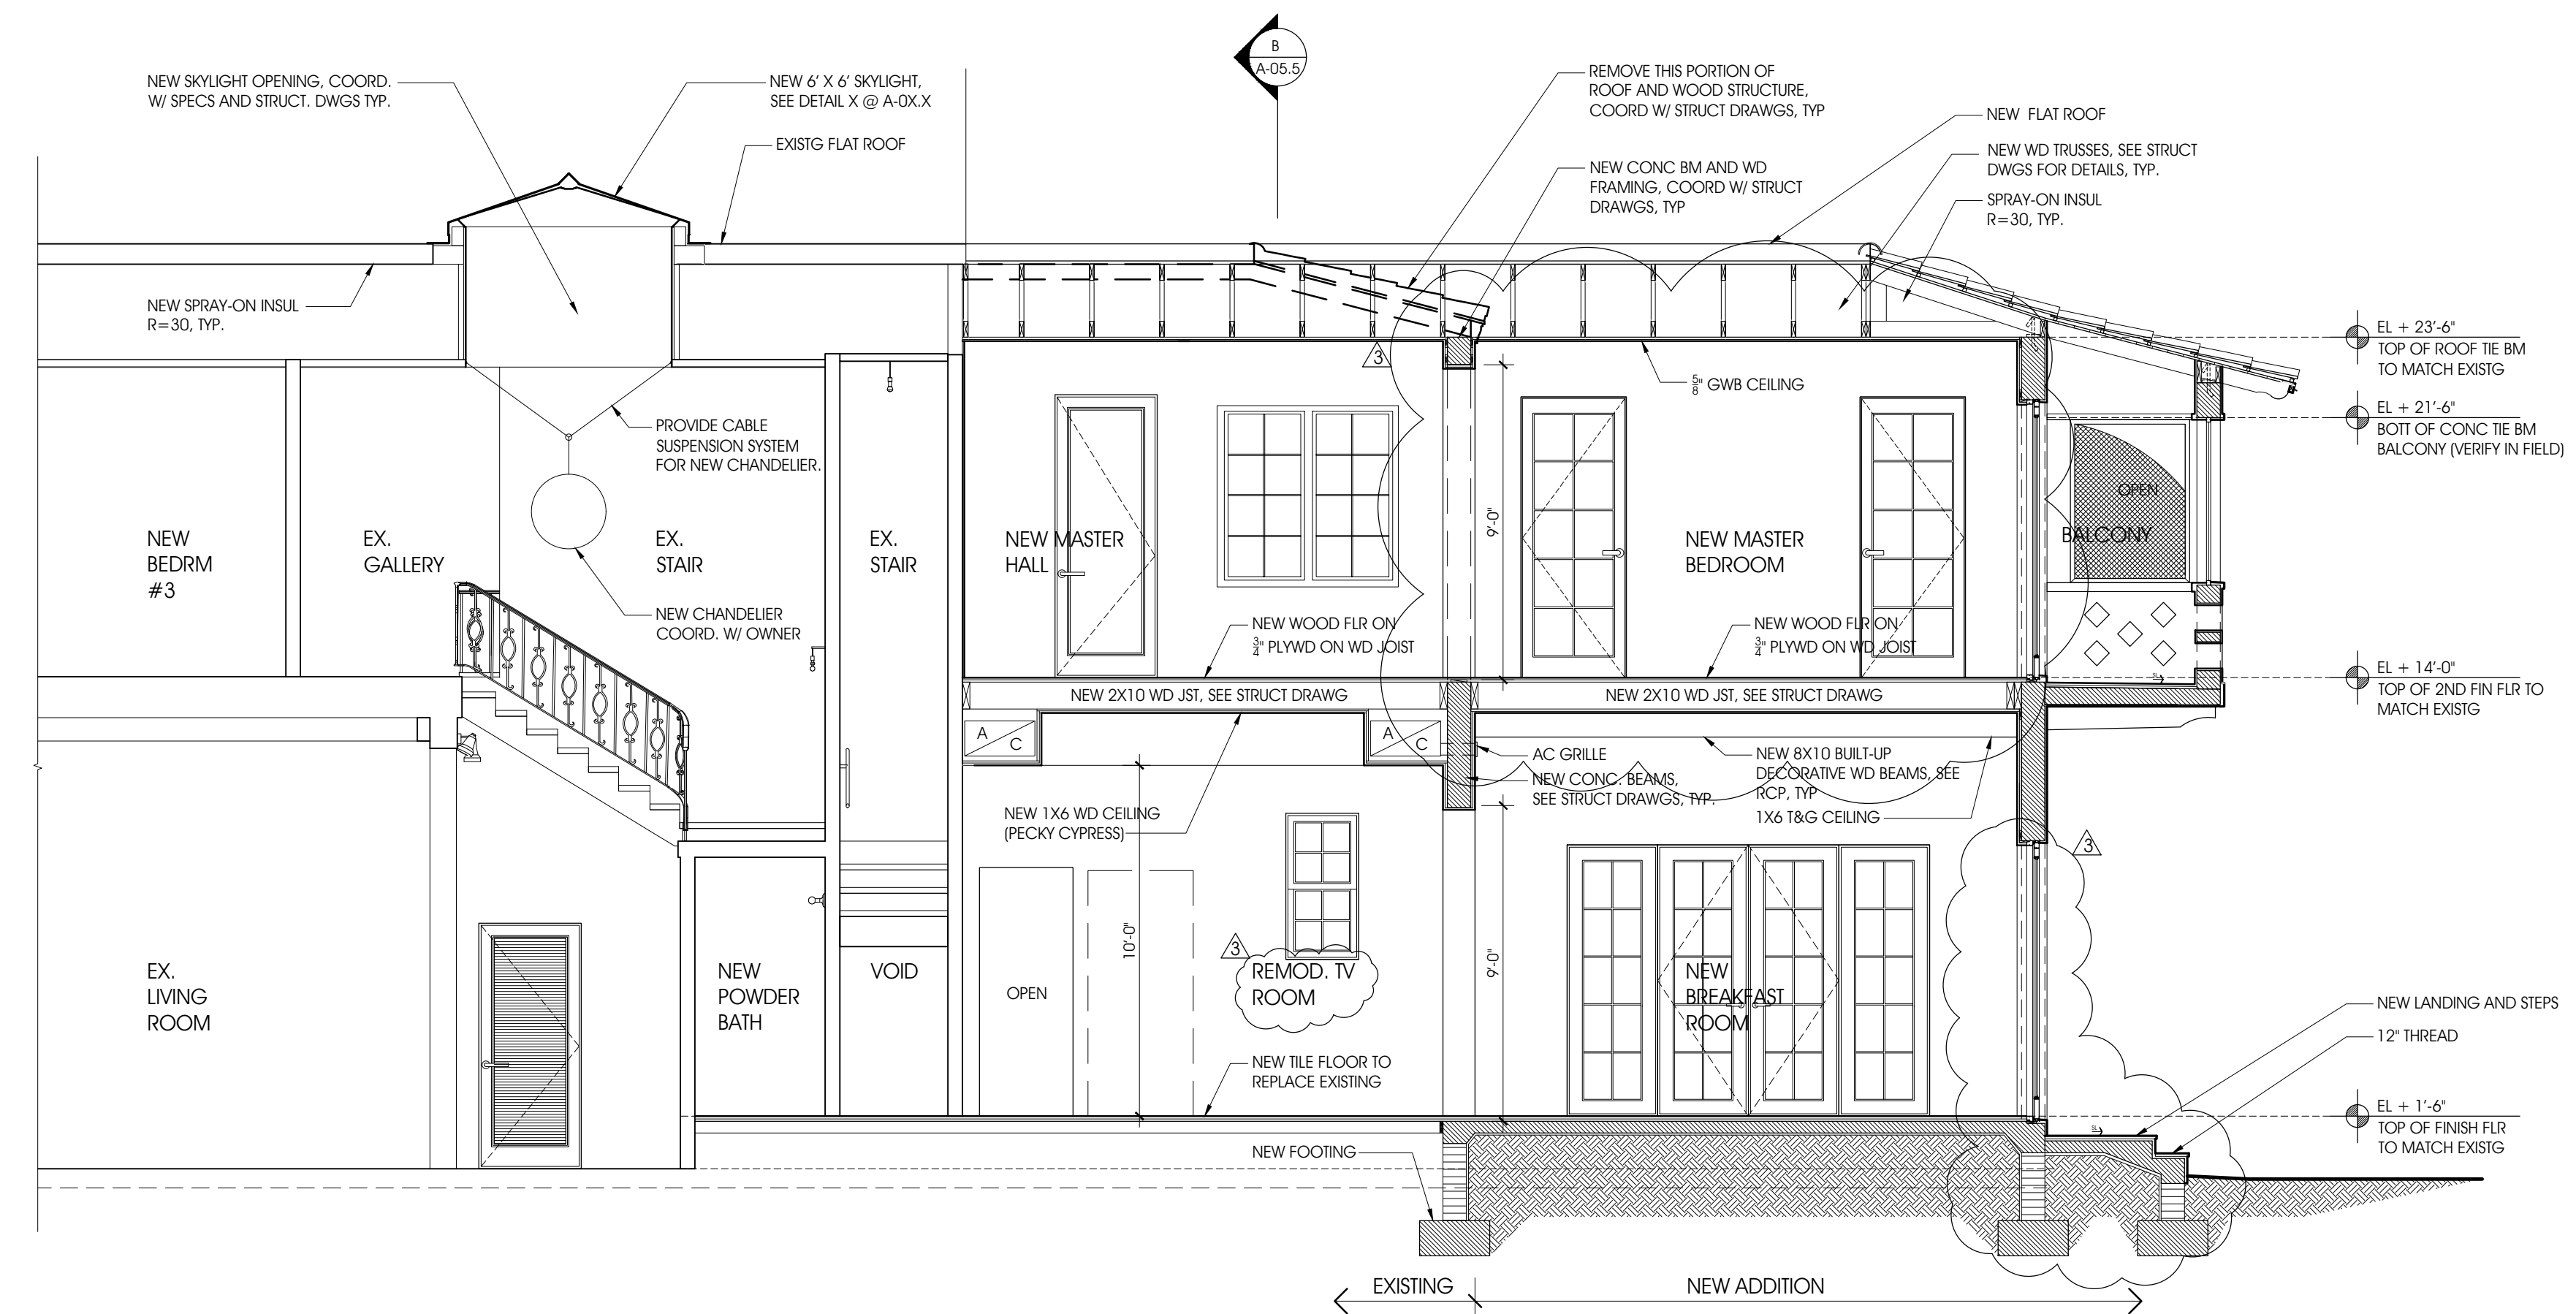 B
A-05.5
NEW SKYLIGHT OPENING, COORD.
W/ SPECS AND STRUCT. DWGS TYP.
NEW 6' X 6' SKYLIGHT,
SEE DETAIL X @ A-0X.X
EXISTG FLAT ROOF
REMOVE THIS PORTION OF
ROOF AND WOOD STRUCTURE,
COORD W/ STRUCT DRAWGS, TYP
NEW CONC BM AND WD
FRAMING, COORD W/ STRUCT
DRAWGS, TYP
NEW FLAT ROOF
NEW WD TRUSSES, SEE STRUCT
DWGS FOR DETAILS, TYP.
SPRAY-ON INSUL
R=30, TYP.
NEW SPRAY-ON INSUL
R=30, TYP.
EL + 23'-6"
TOP OF ROOF TIE BM
TO MATCH EXISTG
3
5/8" GWB CEILING
EL + 21'-6"
BOTT OF CONC TIE BM
BALCONY (VERIFY IN FIELD)
PROVIDE CABLE
SUSPENSION SYSTEM
FOR NEW CHANDELIER.
OPEN
NEW
BEDRM
#3
EX.
GALLERY
EX.
STAIR
EX.
STAIR
NEW MASTER
HALL
9'-0"
NEW MASTER
BEDROOM
BALCONY
NEW CHANDELIER
COORD. W/ OWNER
NEW WOOD FLR ON
3/4" PLYWD ON WD JOIST
NEW WOOD FLR ON
3/4" PLYWD ON WD JOIST
EL + 14'-0"
TOP OF 2ND FIN FLR TO
MATCH EXISTG
SL
NEW 2X10 WD JST, SEE STRUCT DRAWG
NEW 2X10 WD JST, SEE STRUCT DRAWG
A
C
A
C
AC GRILLE
NEW CONC. BEAMS,
SEE STRUCT DRAWGS, TYP.
NEW 8X10 BUILT-UP
DECORATIVE WD BEAMS, SEE
RCP, TYP
1X6 T&G CEILING
NEW 1X6 WD CEILING
(PECKY CYPRESS)
3
10'-0"
9'-0"
3
EX.
LIVING
ROOM
NEW
POWDER
BATH
VOID
OPEN
REMOD. TV
ROOM
NEW
BREAKFAST
ROOM
NEW LANDING AND STEPS
12" THREAD
NEW TILE FLOOR TO
REPLACE EXISTING
EL + 1'-6"
TOP OF FINISH FLR
TO MATCH EXISTG
SL
NEW FOOTING
EXISTING
NEW ADDITION